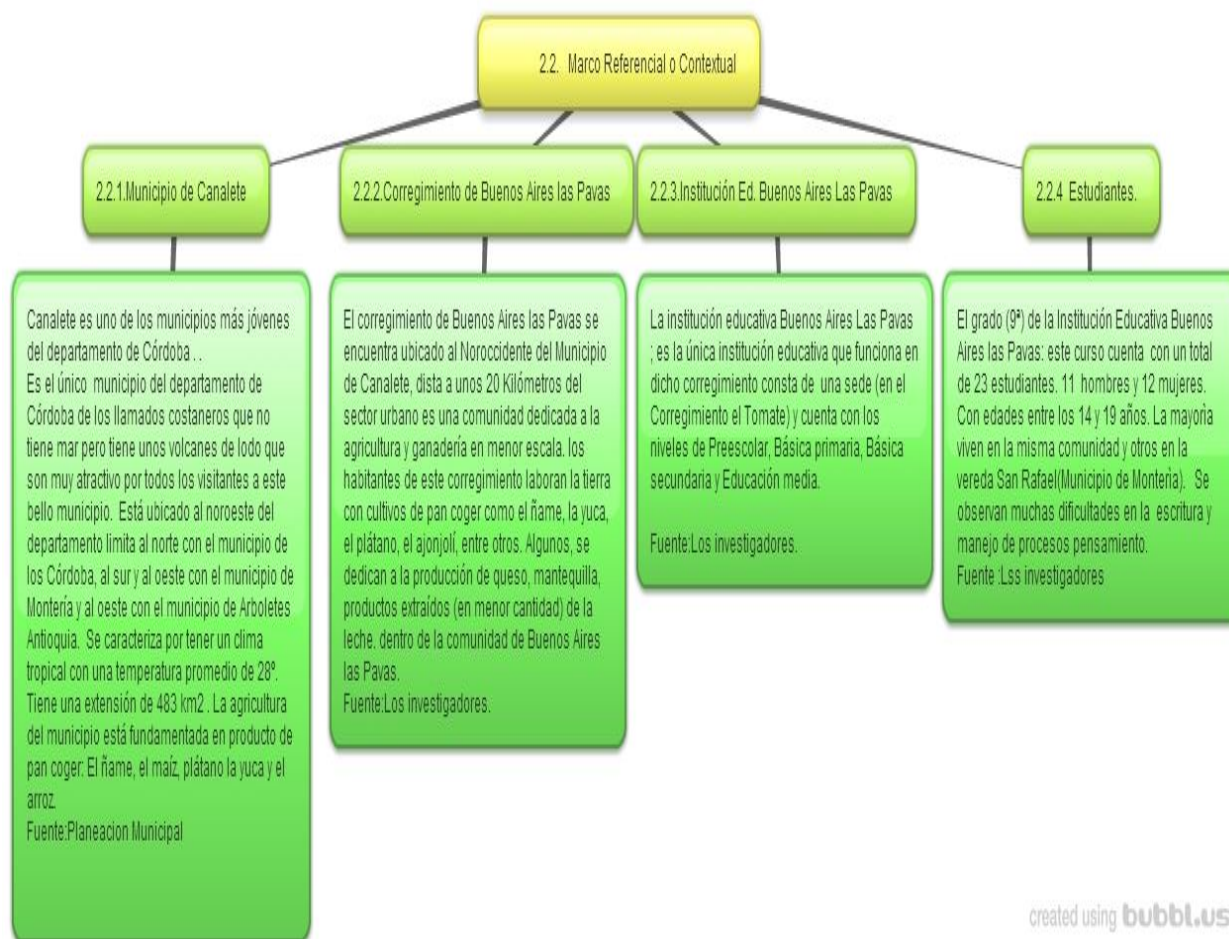 2.2. Marco Referencial o Contextual
2.2.1.Municipio de Canalete
2.2.2.Corregimiento de Buenos Aires las Pavas
2.2.3.Institución Ed. Buenos Aires Las Pavas
2.2.4 Estudiantes.
Canalete es uno de los municipios más jóvenes
del departamento de Córdoba . .
Es el único municipio del departamento de
Córdoba de los llamados costaneros que no
tiene mar pero tiene unos volcanes de lodo que
son muy atractivo por todos los visitantes a este
bello municipio. Está ubicado al noroeste del
departamento limita al norte con el municipio de
los Córdoba, al sur y al oeste con el municipio de
Montería y al oeste con el municipio de Arboletes
Antioquia. Se caracteriza por tener un clima
tropical con una temperatura promedio de 28º.
Tiene una extensión de 483 km2 . La agricultura
del municipio está fundamentada en producto de
pan coger: El ñame, el maíz, plátano la yuca y el
arroz.
Fuente:Planeacion Municipal
El corregimiento de Buenos Aires las Pavas se
encuentra ubicado al Noroccidente del Municipio
de Canalete, dista a unos 20 Kilómetros del
sector urbano es una comunidad dedicada a la
agricultura y ganadería en menor escala. los
habitantes de este corregimiento laboran la tierra
con cultivos de pan coger como el ñame, la yuca,
el plátano, el ajonjolí, entre otros. Algunos, se
dedican a la producción de queso, mantequilla,
productos extraídos (en menor cantidad) de la
leche. dentro de la comunidad de Buenos Aires
las Pavas.
Fuente:Los investigadores.
La institución educativa Buenos Aires Las Pavas
; es la única institución educativa que funciona en
dicho corregimiento consta de una sede (en el
Corregimiento el Tomate) y cuenta con los
niveles de Preescolar, Básica primaria, Básica
secundaria y Educación media.
Fuente:Los investigadores.
El grado (9ª) de la Institución Educativa Buenos
Aires las Pavas: este curso cuenta con un total
de 23 estudiantes. 11 hombres y 12 mujeres.
Con edades entre los 14 y 19 años. La mayorìa
viven en la misma comunidad y otros en la
vereda San Rafael(Municipio de Monterìa). Se
observan muchas dificultades en la escritura y
manejo de procesos pensamiento.
Fuente :Lss investigadores
created using bubbl.us